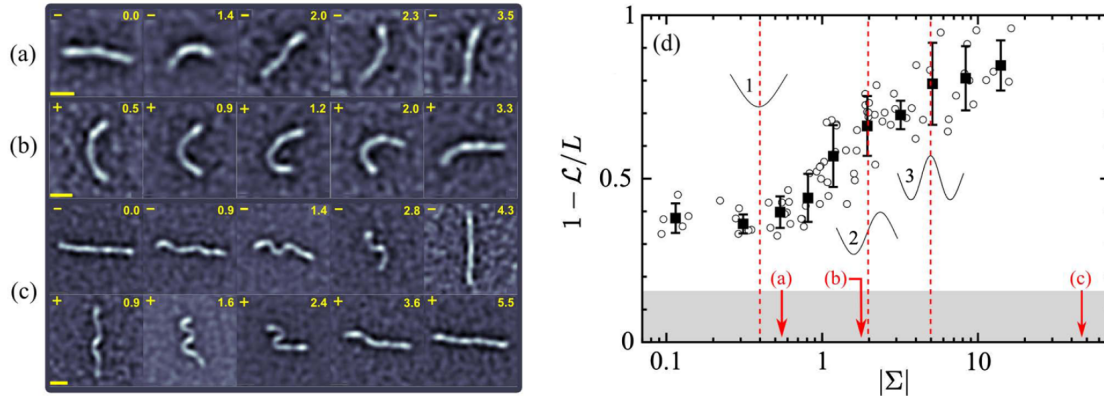 (a)
− 0.0 − 1.4 − 2.0 − 2.3 − 3.5
(b)
+ 0.5 + 0.9 + 1.2 + 2.0 + 3.3
(c)
− 0.0 − 0.9 − 1.4 − 2.8 − 4.3
+ 0.9 + 1.6 + 2.4 + 3.6 + 5.5
(d)
1 − ℒ/L
1
0.5
0
1
2
3
(a)
(b)
(c)
0.1 1 10
|Σ|